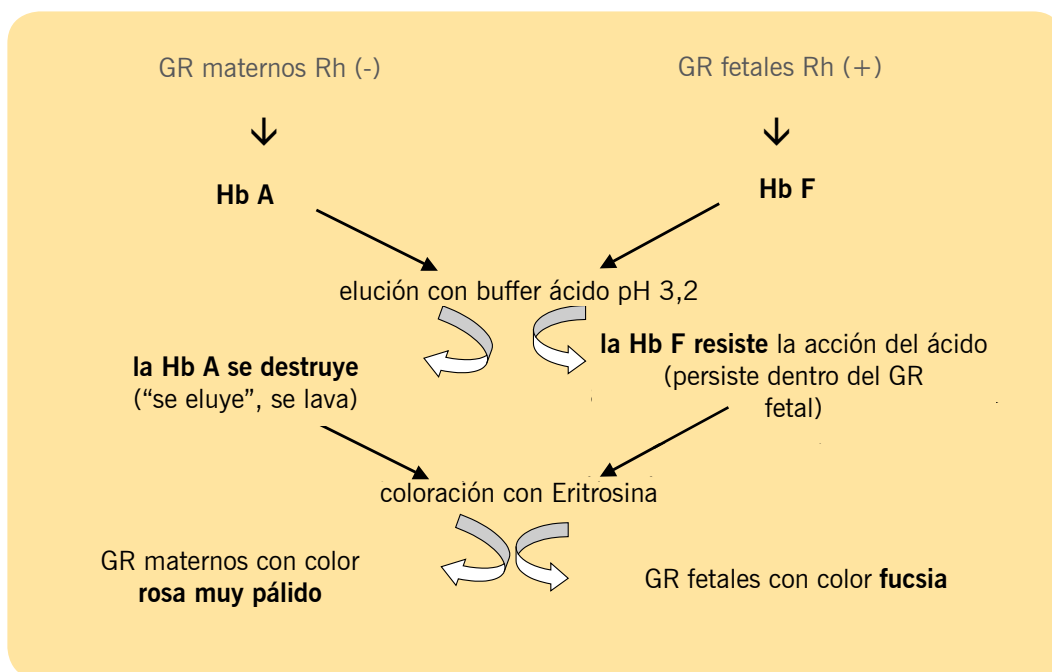 GR maternos Rh (-)
GR fetales Rh (+)
Hb A
Hb F
elución con buffer ácido pH 3,2
la Hb A se destruye
(“se eluye”, se lava)
la Hb F resiste la acción del ácido
(persiste dentro del GR
fetal)
coloración con Eritrosina
GR maternos con color
rosa muy pálido
GR fetales con color fucsia